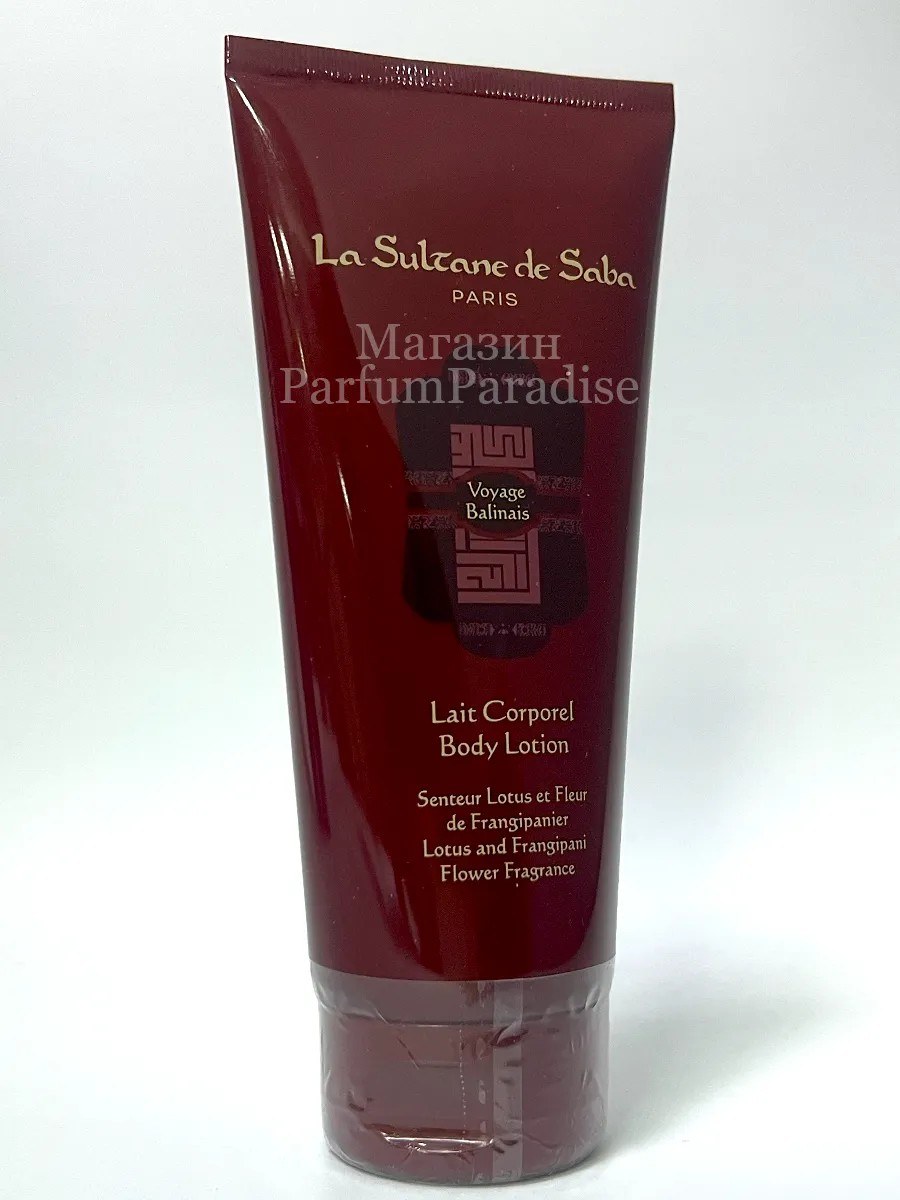 La Sultane de Saba
PARIS
Магазин
ParfumParadise
Voyage
Balinais
Lait Corporel
Body Lotion
Senteur Lotus et Fleur
de Frangipanier
Lotus and Frangipani
Flower Fragrance